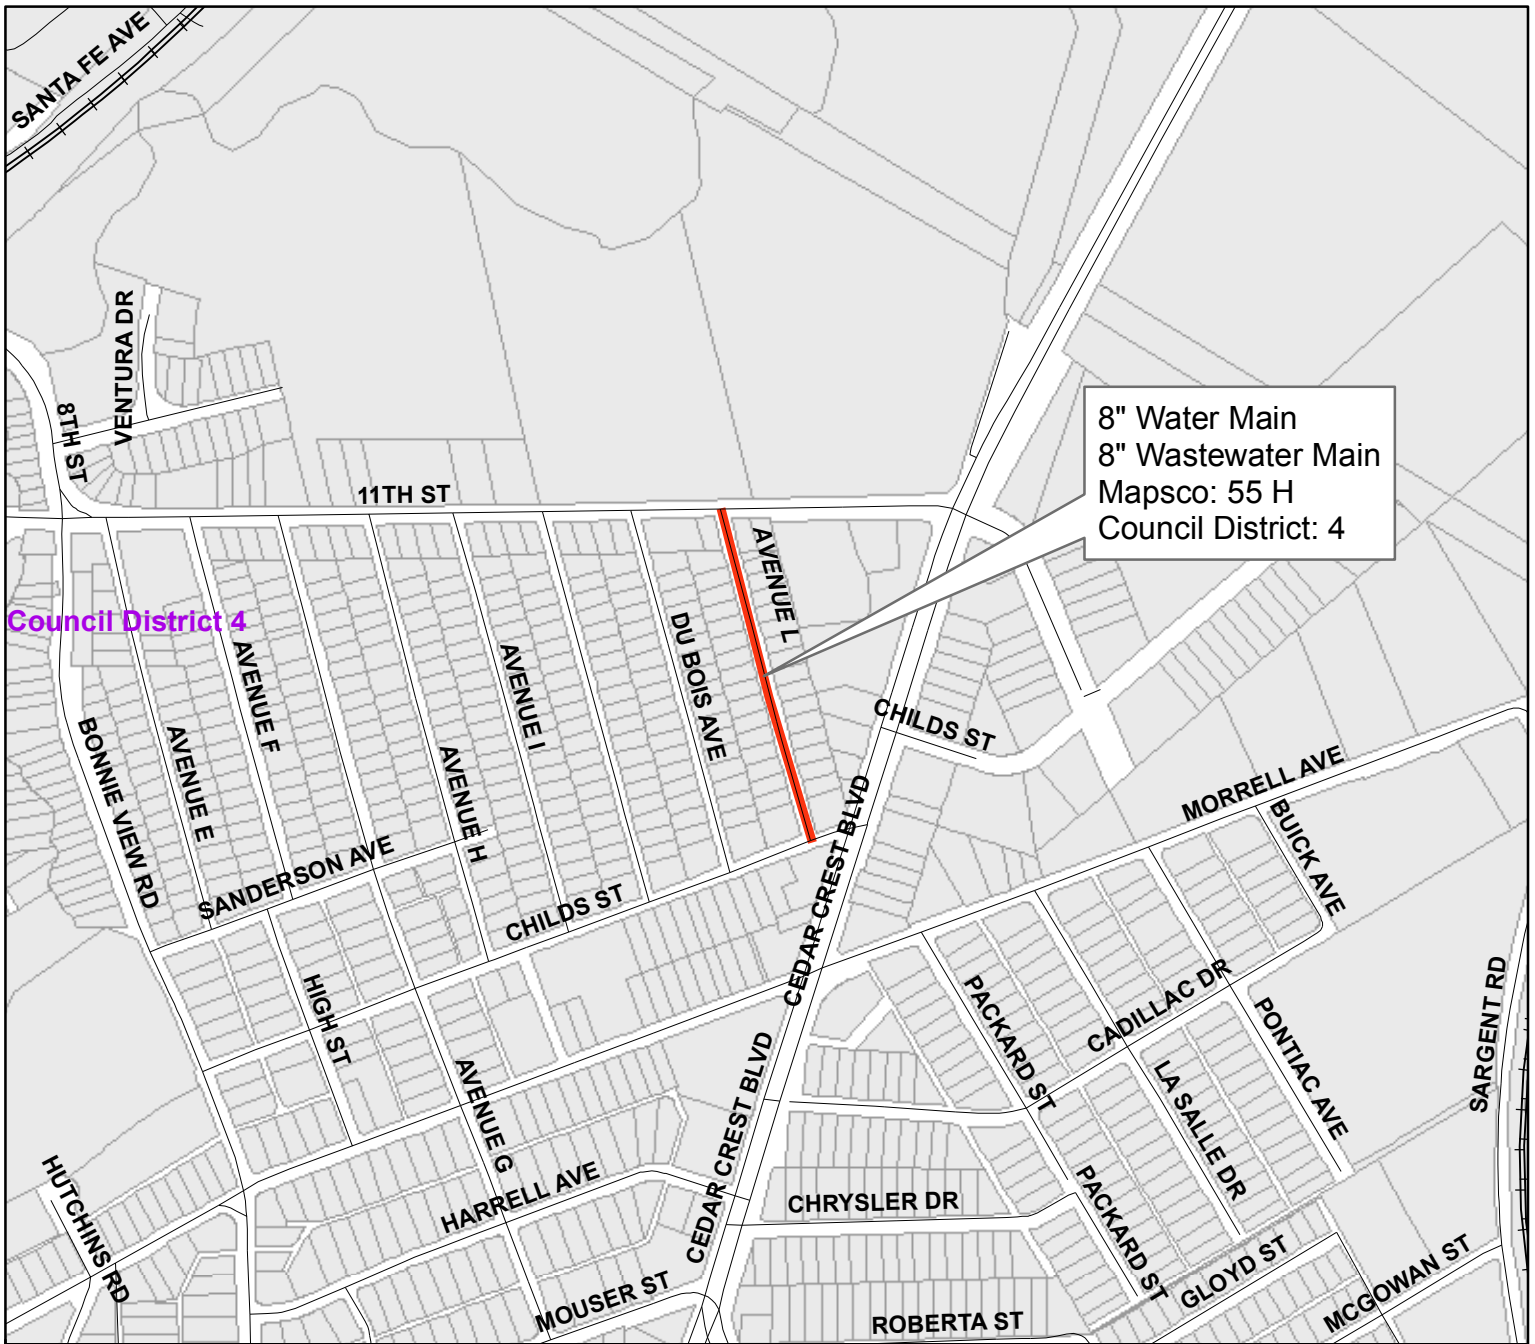 SANTA FE AVE
VENTURA DR
8TH ST
8" Water Main
8" Wastewater Main
Mapsco: 55 H
Council District: 4
11TH ST
AVENUE L
Council District 4
DU BOIS AVE
AVENUE F
AVENUE I
CHILDS ST
BONNIE VIEW RD
AVENUE E
AVENUE H
MORRELL AVE
BUICK AVE
CEDAR CREST BLVD
SANDERSON AVE
CHILDS ST
HIGH ST
PACKARD ST
CADILLAC DR
PONTIAC AVE
SARGENT RD
AVENUE G
CEDAR CREST BLVD
LA SALLE DR
HUTCHINS RD
HARRELL AVE
CHRYSLER DR
PACKARD ST
GLOYD ST
MCGOWAN ST
MOUSER ST
ROBERTA ST